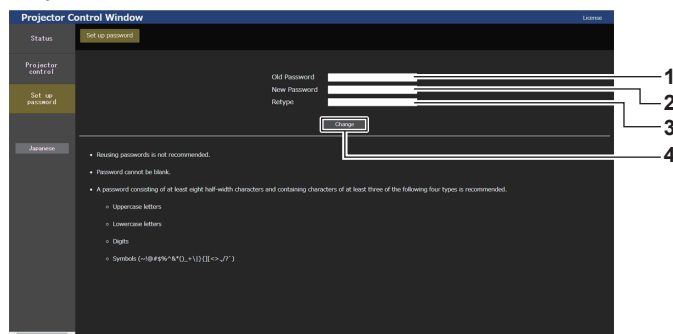 Projector Control Window
License
Status
Set up password
Projector
control
Set up
password
Japanese
Old Password
1
New Password
2
Retype
3
Change
4
• Reusing passwords is not recommended.
• Password cannot be blank.
• A password consisting of at least eight half-width characters and containing characters of at least three of the following four types is recommended.
Uppercase letters
Lowercase letters
Digits
Symbols (~!@#$%^&*()_+\|}{][<>.,/?`)